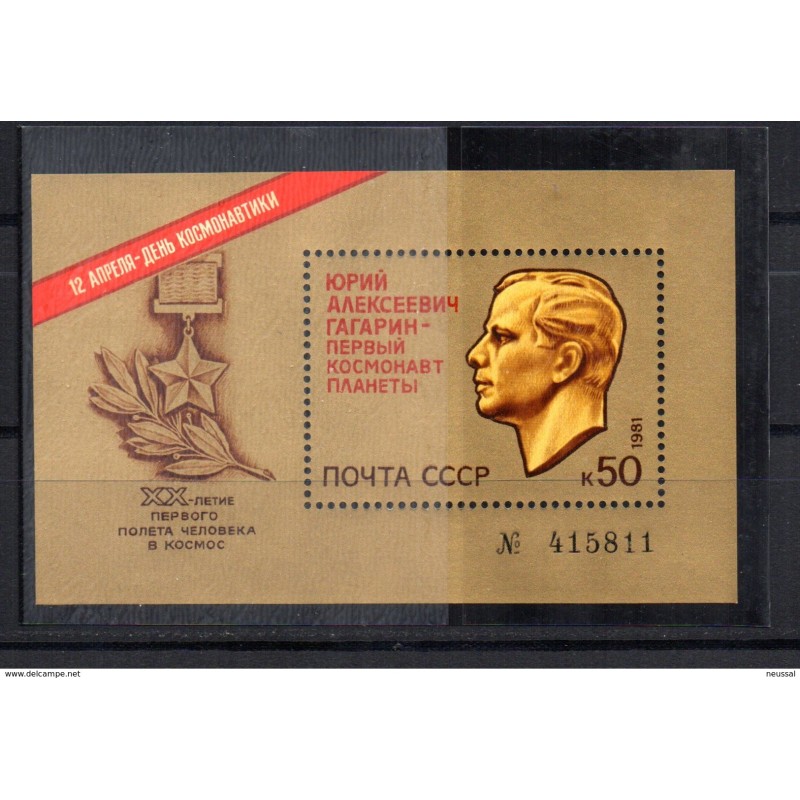 12 АПРЕЛЯ-ДЕНЬ КОСМОНАВТИКИ
ЮРИЙ
АЛЕКСЕЕВИЧ
ГАГАРИН-
ПЕРВЫЙ
КОСМОНАВТ
ПЛАНЕТЫ
1981
ПОЧТА СССР
К50
XX-ЛЕТИЕ
ПЕРВОГО
ПОЛЕТА ЧЕЛОВЕКА
В КОСМОС
№ 415811
www.delcampe.net
neussal